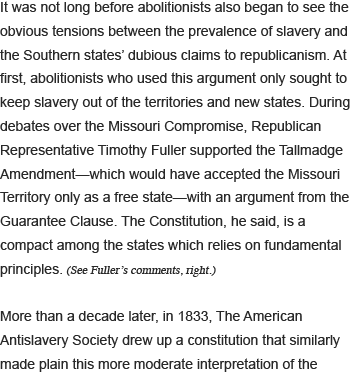 It was not long before abolitionists also began to see the
obvious tensions between the prevalence of slavery and
the Southern states’ dubious claims to republicanism. At
first, abolitionists who used this argument only sought to
keep slavery out of the territories and new states. During
debates over the Missouri Compromise, Republican
Representative Timothy Fuller supported the Tallmadge
Amendment—which would have accepted the Missouri
Territory only as a free state—with an argument from the
Guarantee Clause. The Constitution, he said, is a
compact among the states which relies on fundamental
principles. (See Fuller’s comments, right.)
More than a decade later, in 1833, The American
Antislavery Society drew up a constitution that similarly
made plain this more moderate interpretation of the